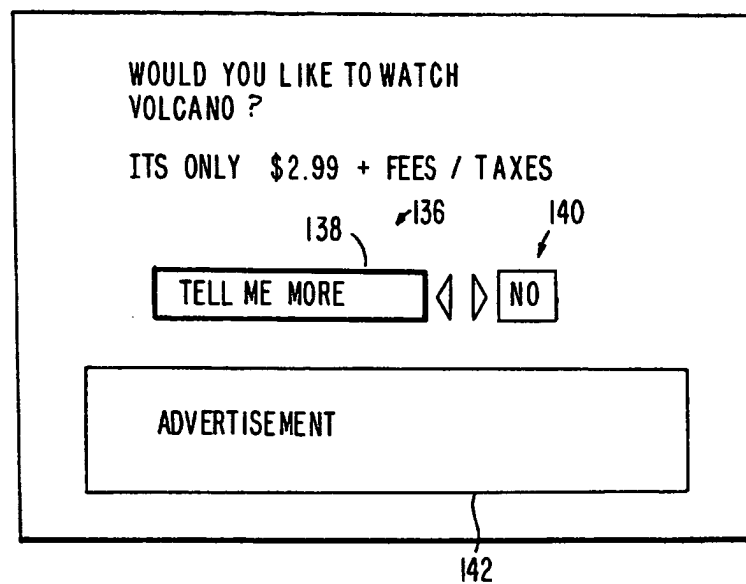 WOULD YOU LIKE TO WATCH
VOLCANO ?
ITS ONLY $2.99 + FEES / TAXES
138 136 140
TELL ME MORE NO
ADVERTISEMENT
142